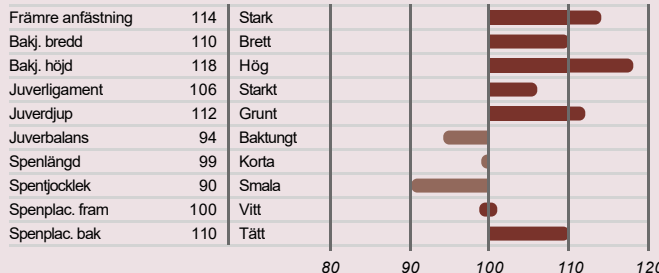 Främre anfästning 114 Stark
Bakj. bredd 110 Brett
Bakj. höjd 118 Hög
Juverligament 106 Starkt
Juverdjup 112 Grunt
Juverbalans 94 Baktungt
Spenlängd 99 Korta
Spentjocklek 90 Smala
Spenplac. fram 100 Vitt
Spenplac. bak 110 Tätt
80 90 100 110 120